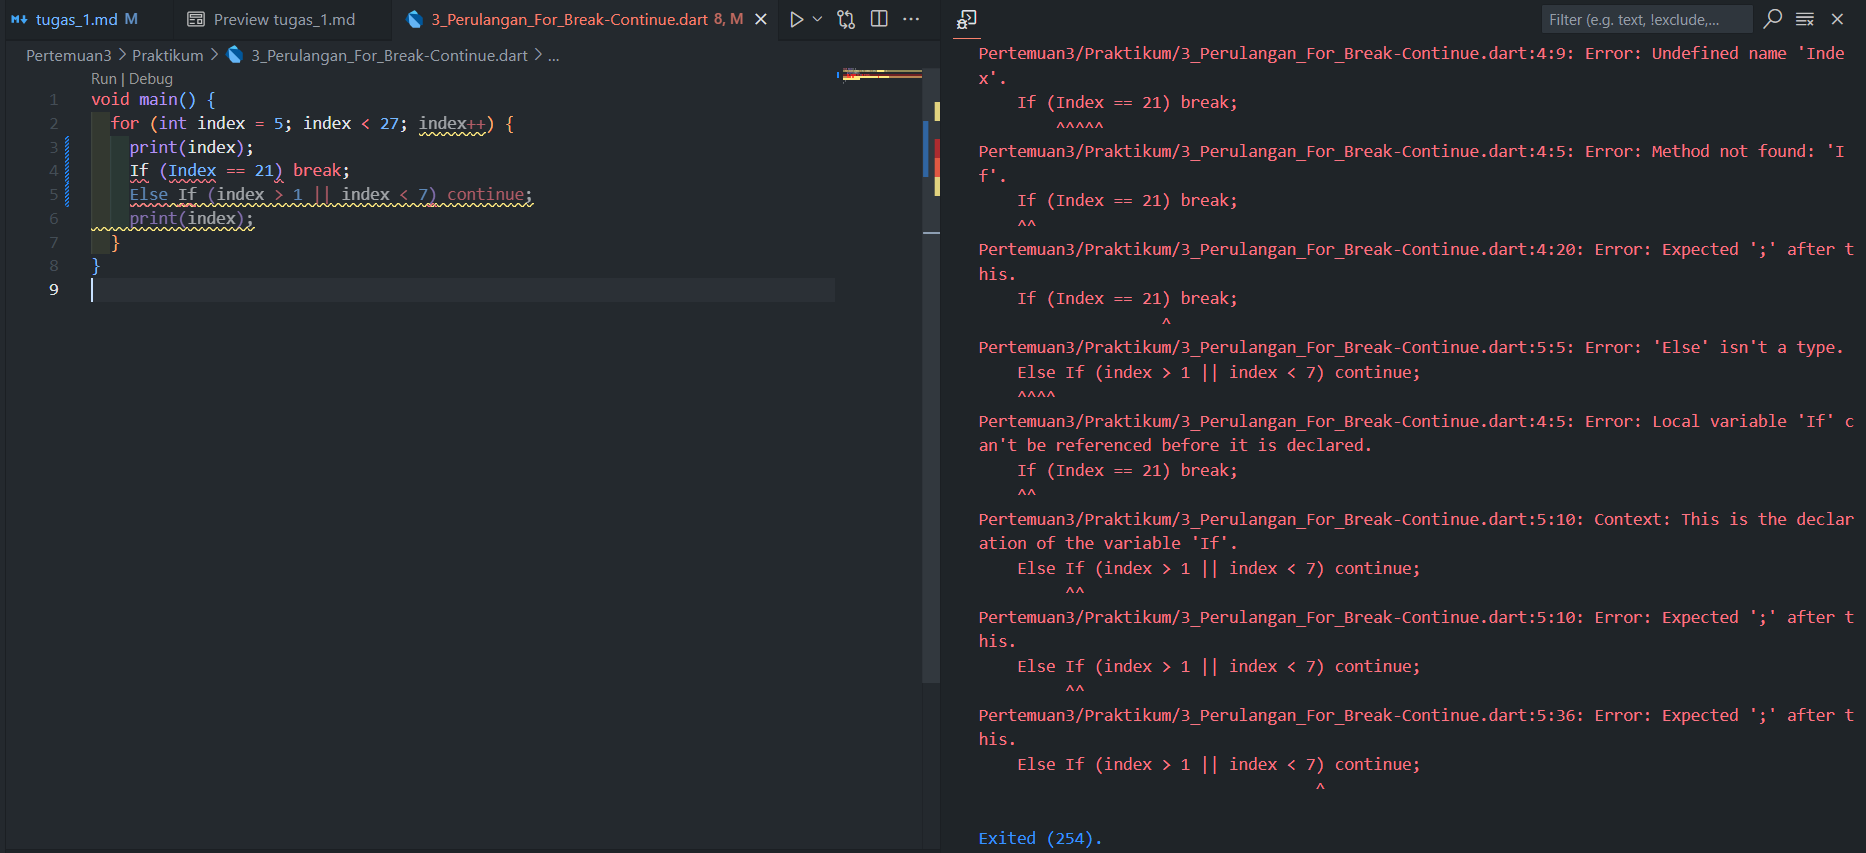 tugas_1.md M
Preview tugas_1.md
3_Perulangan_For_Break-Continue.dart 8, M
Filter (e.g. text, !exclude,...
Pertemuan3 > Praktikum > 3_Perulangan_For_Break-Continue.dart > ...
Run | Debug
1 void main() {
2 for (int index = 5; index < 27; index++) {
3 print(index);
4 If (Index == 21) break;
5 Else If (index > 1 || index < 7) continue;
6 print(index);
7 }
8 }
9
Pertemuan3/Praktikum/3_Perulangan_For_Break-Continue.dart:4:9: Error: Undefined name 'Inde
x'.
If (Index == 21) break;
^^^^^
Pertemuan3/Praktikum/3_Perulangan_For_Break-Continue.dart:4:5: Error: Method not found: 'I
f'.
If (Index == 21) break;
^^
Pertemuan3/Praktikum/3_Perulangan_For_Break-Continue.dart:4:20: Error: Expected ';' after t
his.
If (Index == 21) break;
^
Pertemuan3/Praktikum/3_Perulangan_For_Break-Continue.dart:5:5: Error: 'Else' isn't a type.
Else If (index > 1 || index < 7) continue;
^^^^
Pertemuan3/Praktikum/3_Perulangan_For_Break-Continue.dart:4:5: Error: Local variable 'If' c
an't be referenced before it is declared.
If (Index == 21) break;
^^
Pertemuan3/Praktikum/3_Perulangan_For_Break-Continue.dart:5:10: Context: This is the declar
ation of the variable 'If'.
Else If (index > 1 || index < 7) continue;
^^
Pertemuan3/Praktikum/3_Perulangan_For_Break-Continue.dart:5:10: Error: Expected ';' after t
his.
Else If (index > 1 || index < 7) continue;
^^
Pertemuan3/Praktikum/3_Perulangan_For_Break-Continue.dart:5:36: Error: Expected ';' after t
his.
Else If (index > 1 || index < 7) continue;
^
Exited (254).